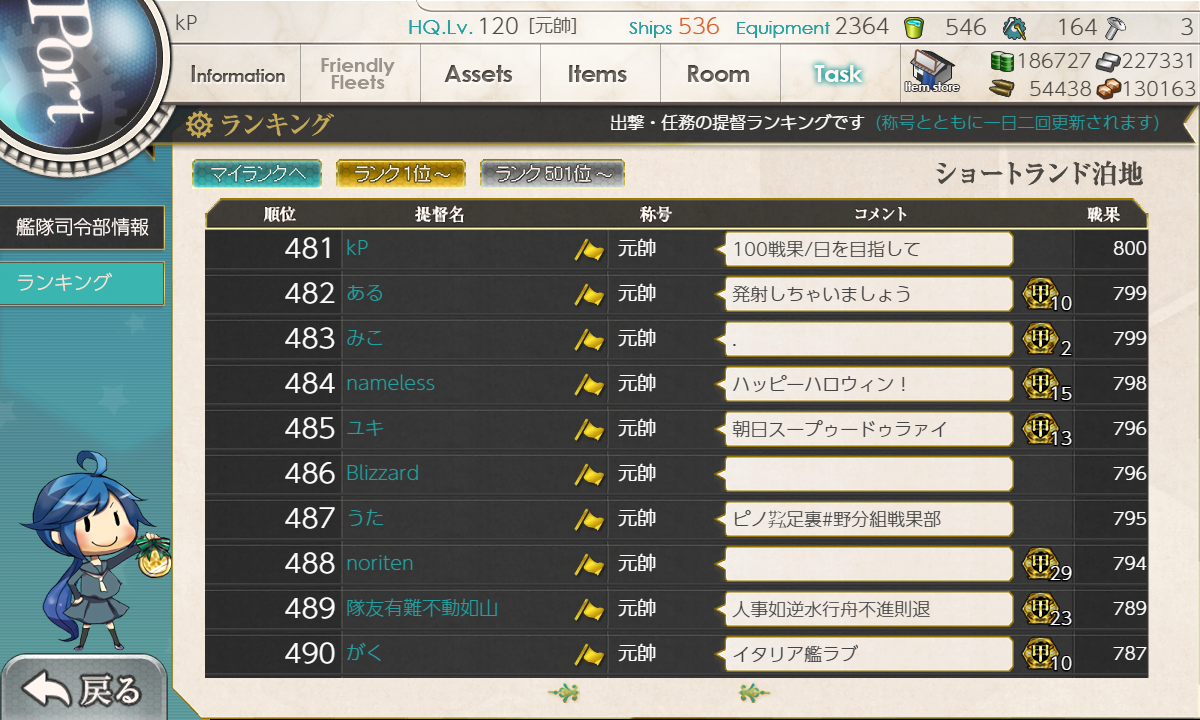 Port
kP
HQ.Lv. 120 [元帥]
Ships 536 Equipment 2364 546 164 3
Information
Friendly Fleets
Assets
Items
Room
Task
Item store
186727 227331
54438 130163
ランキング
出撃・任務の提督ランキングです (称号とともに一日二回更新されます)
マイランクへ ランク1位～ ランク501位～ ショートランド泊地
艦隊司令部情報
ランキング
順位 提督名 称号 コメント 戦果
481 kP 元帥 100戦果/日を目指して 800
482 ある 元帥 発射しちゃいましょう 甲10 799
483 みこ 元帥 . 甲2 799
484 nameless 元帥 ハッピーハロウィン！ 甲15 798
485 ユキ 元帥 朝日スープゥードゥラァイ 甲13 796
486 Blizzard 元帥 796
487 うた 元帥 ピノ足裏#野分組戦果部 795
488 noriten 元帥 甲29 794
489 隊友有難不動如山 元帥 人事如逆水行舟不進則退 甲23 789
490 がく 元帥 イタリア艦ラブ 甲10 787
戻る